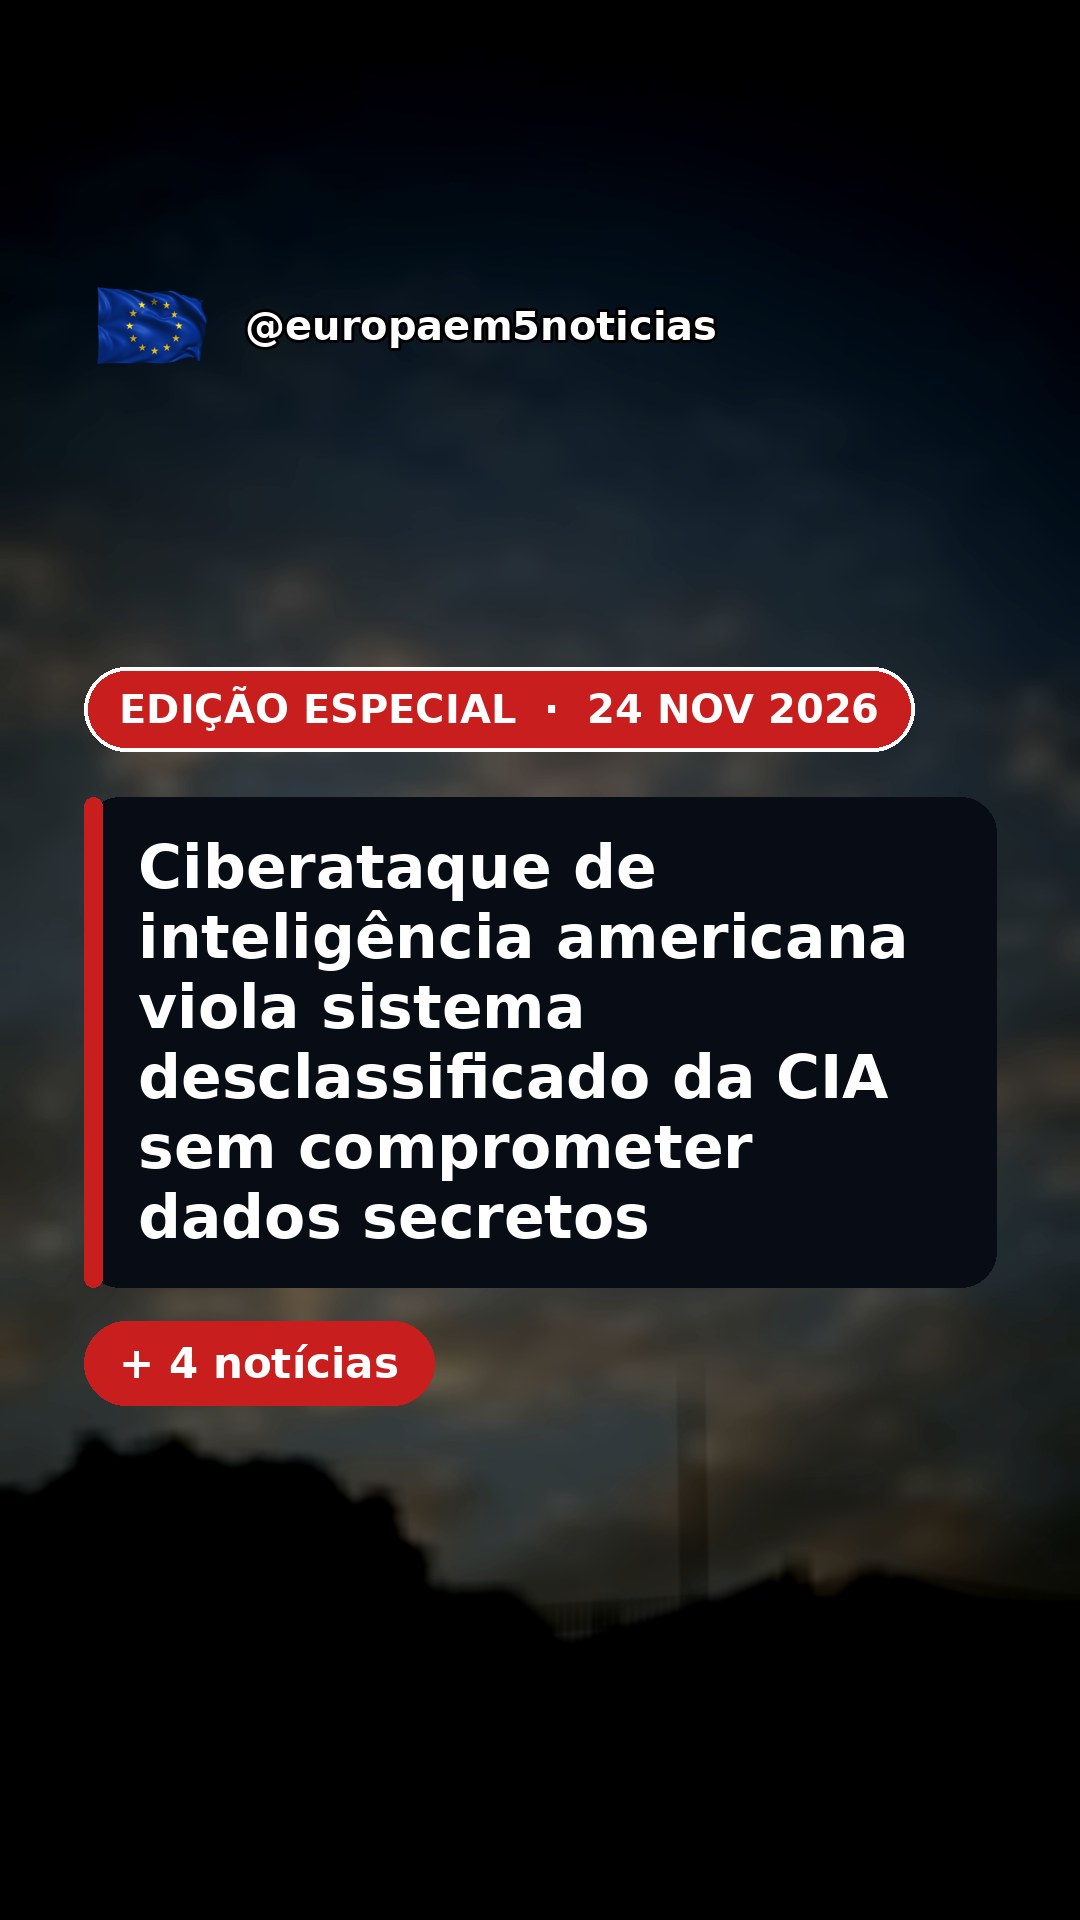 @europaem5noticias
EDIÇÃO ESPECIAL · 24 NOV 2026
Ciberataque de
inteligência americana
viola sistema
desclassificado da CIA
sem comprometer
dados secretos
+ 4 notícias